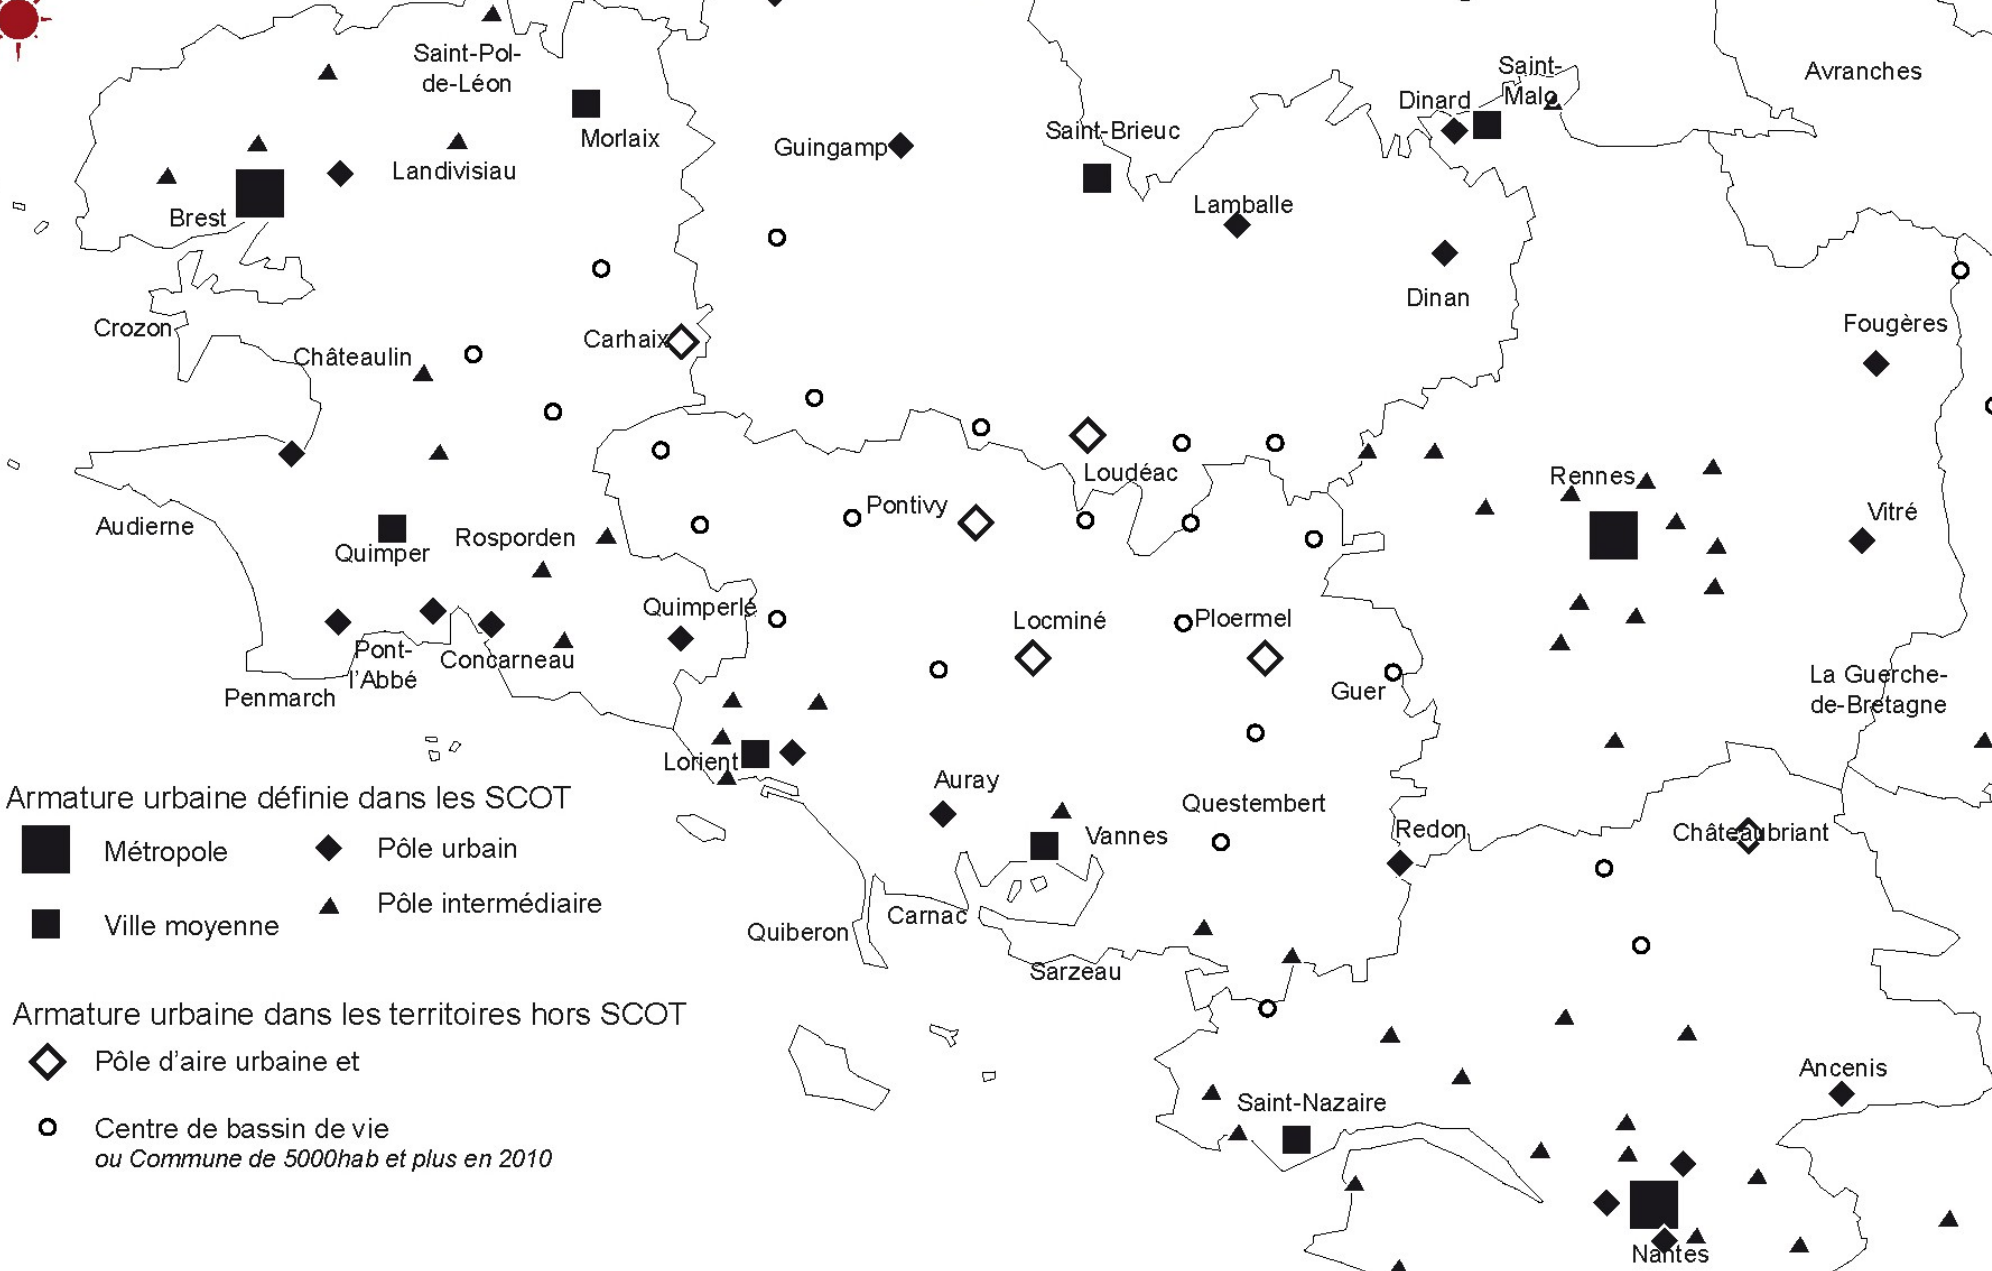 Saint-Pol-
de-Léon
Morlaix
Landivisiau
Brest
Guingamp
Saint-Brieuc
Lamballe
Dinard
Saint-
Malo
Avranches
Dinan
Crozon
Châteaulin
Carhaix
Fougères
Loudéac
Pontivy
Rennes
Vitré
Audierne
Quimper
Rosporden
Quimperlé
Locminé
Ploermel
Pont-
l'Abbé
Concarneau
Penmarch
Guer
La Guerche-
de-Bretagne
Lorient
Auray
Questembert
Vannes
Redon
Châteaubriant
Quiberon
Carnac
Sarzeau
Saint-Nazaire
Ancenis
Nantes
Armature urbaine définie dans les SCOT
Métropole
Pôle urbain
Ville moyenne
Pôle intermédiaire
Armature urbaine dans les territoires hors SCOT
Pôle d'aire urbaine et
Centre de bassin de vie
ou Commune de 5000hab et plus en 2010